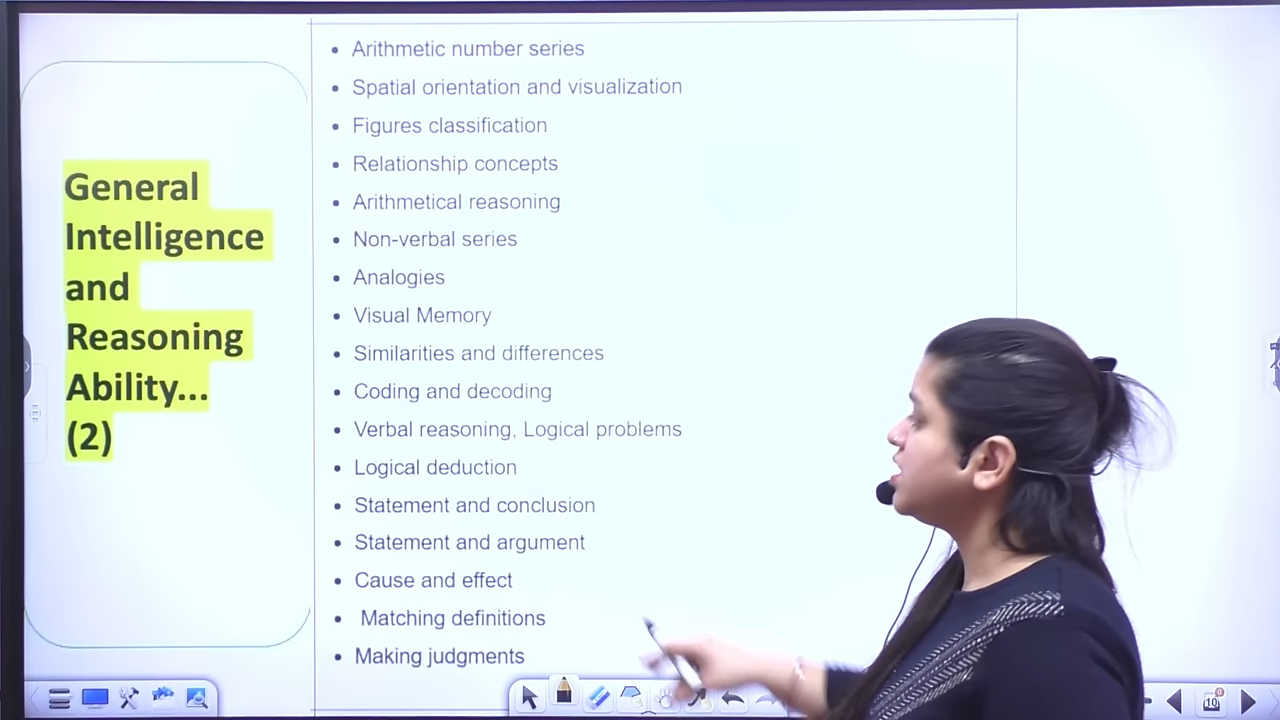 General
Intelligence
and
Reasoning
Ability...
(2)
• Arithmetic number series
• Spatial orientation and visualization
• Figures classification
• Relationship concepts
• Arithmetical reasoning
• Non-verbal series
• Analogies
• Visual Memory
• Similarities and differences
• Coding and decoding
• Verbal reasoning, Logical problems
• Logical deduction
• Statement and conclusion
• Statement and argument
• Cause and effect
• Matching definitions
• Making judgments
10